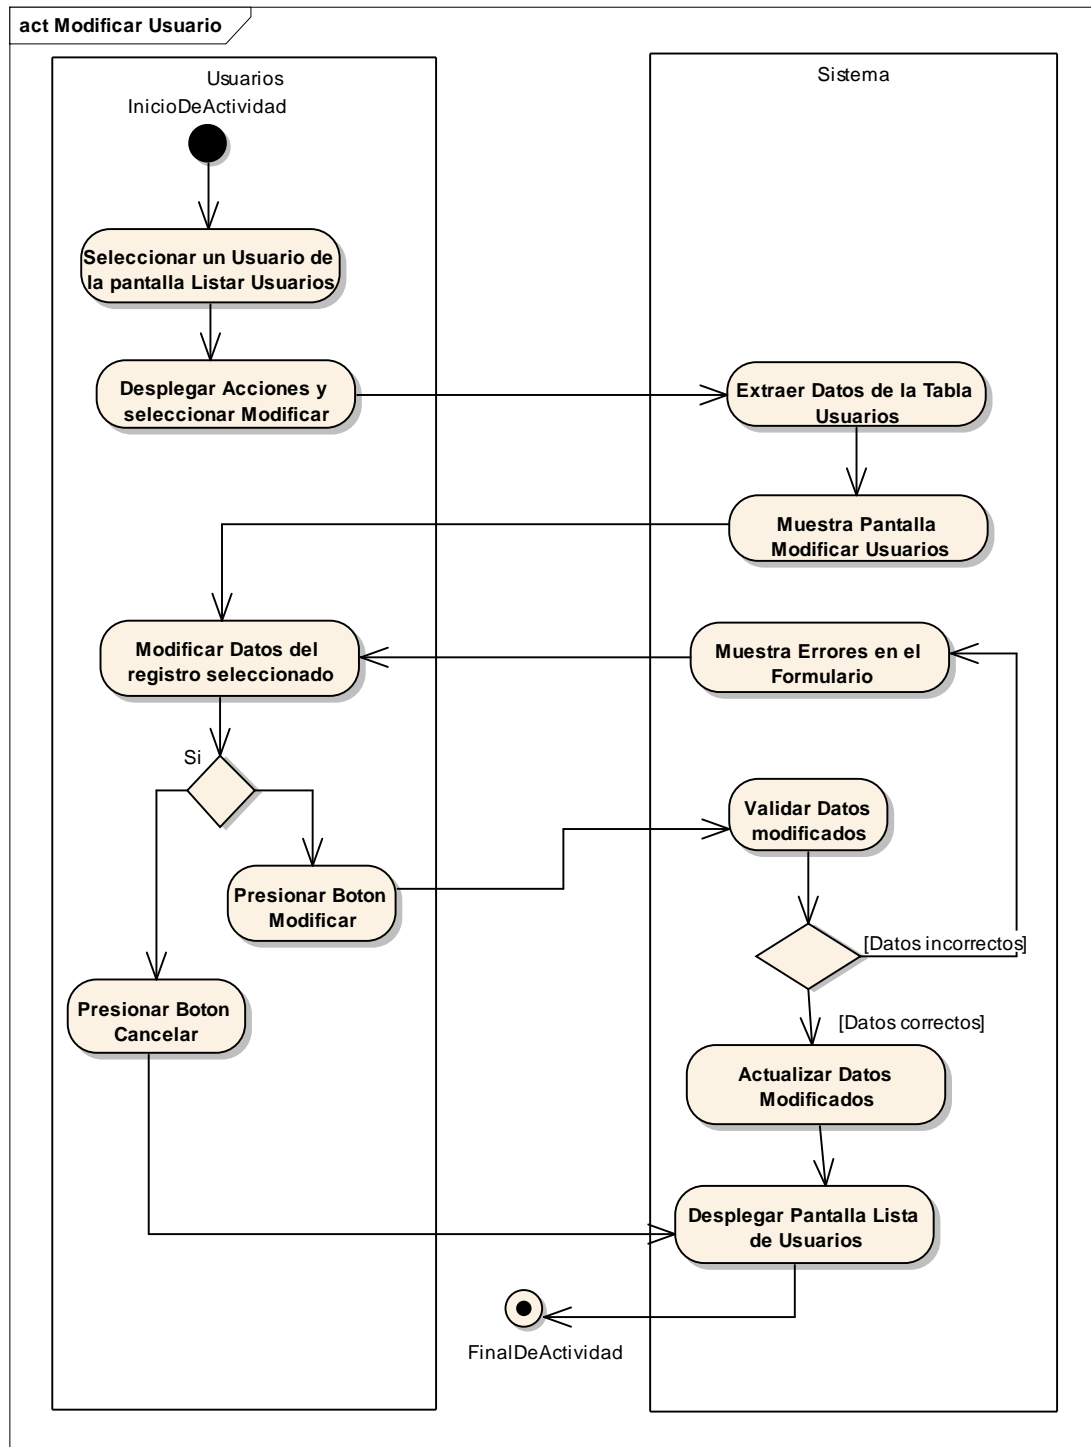 act Modificar Usuario
Usuarios
Sistema
InicioDeActividad
Seleccionar un Usuario de
la pantalla Listar Usuarios
Desplegar Acciones y
seleccionar Modificar
Extraer Datos de la Tabla
Usuarios
Muestra Pantalla
Modificar Usuarios
Modificar Datos del
registro seleccionado
Muestra Errores en el
Formulario
Si
Validar Datos
modificados
Presionar Boton
Modificar
[Datos incorrectos]
Presionar Boton
Cancelar
[Datos correctos]
Actualizar Datos
Modificados
Desplegar Pantalla Lista
de Usuarios
FinalDeActividad